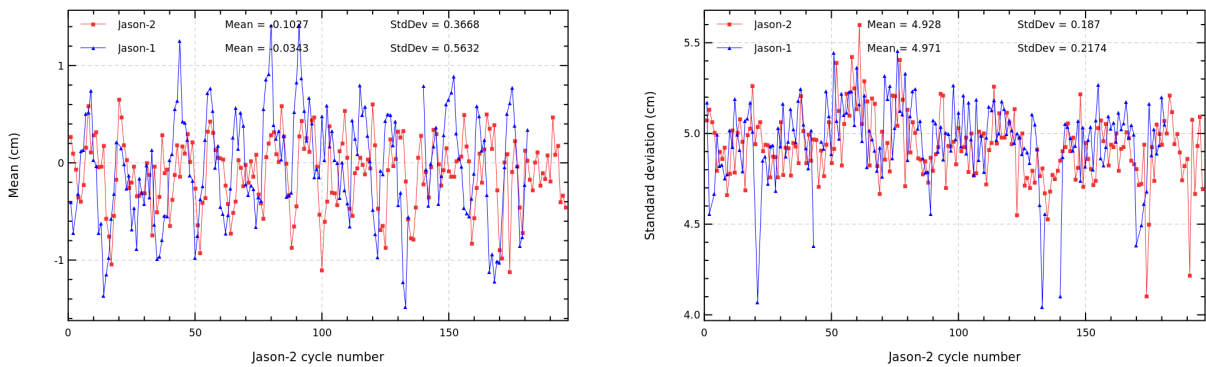 Jason-2 Mean = -0.1027 StdDev = 0.3668
Jason-1 Mean = -0.0343 StdDev = 0.5632
1
0
-1
Mean (cm)
0 50 100 150
Jason-2 cycle number
Jason-2 Mean = 4.928 StdDev = 0.187
Jason-1 Mean = 4.971 StdDev = 0.2174
5.5
5.0
4.5
4.0
Standard deviation (cm)
0 50 100 150
Jason-2 cycle number